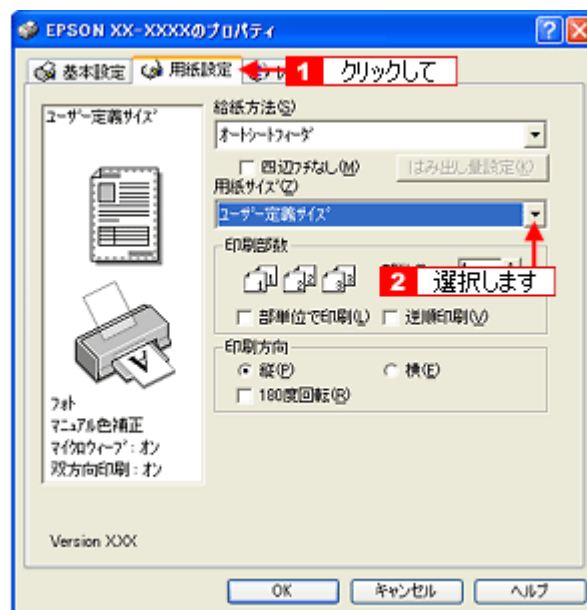 EPSON XX-XXXXのプロパティ
基本設定 用紙設定
1 クリックして
ユーザー定義サイズ
給紙方法(S)
オートシートフィーダ
四辺フチなし(M) はみ出し量設定(K)
用紙サイズ(Z)
ユーザー定義サイズ
印刷部数
2 選択します
部単位で印刷(L) 逆順印刷(V)
印刷方向
縦(P) 横(E)
180度回転(R)
フォト
マニュアル色補正
マイクロウィーブ：オン
双方向印刷：オン
Version XXX
OK キャンセル ヘルプ